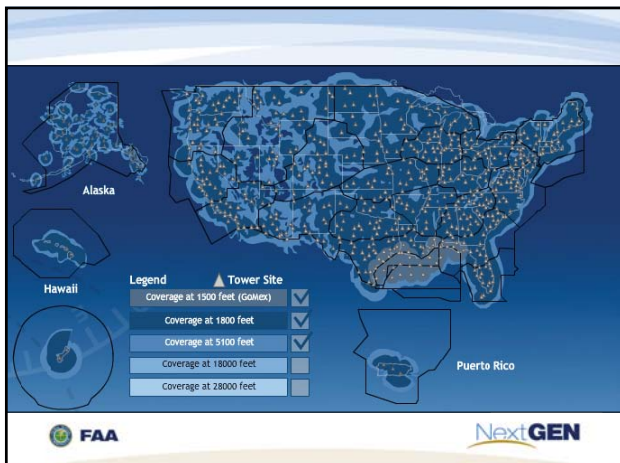 Alaska
Hawaii
Legend
Tower Site
Coverage at 1500 feet (GoMex)
Coverage at 1800 feet
Coverage at 5100 feet
Coverage at 18000 feet
Coverage at 28000 feet
Puerto Rico
FAA
NextGEN